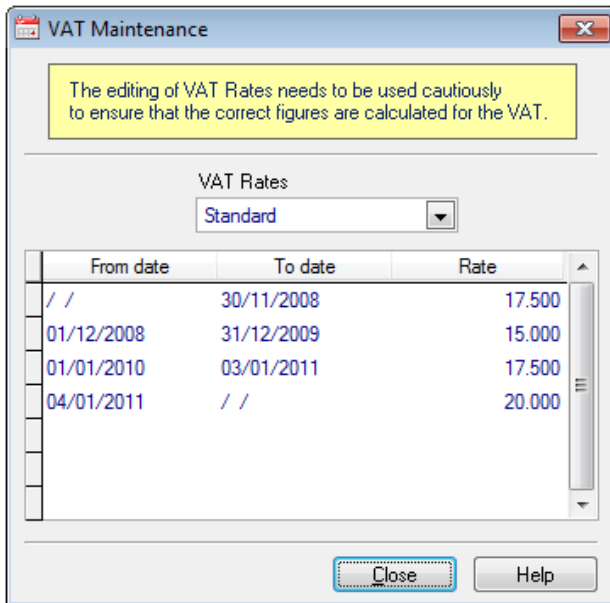 VAT Maintenance
The editing of VAT Rates needs to be used cautiously
to ensure that the correct figures are calculated for the VAT.
VAT Rates
Standard
From date To date Rate
/ / 30/11/2008 17.500
01/12/2008 31/12/2009 15.000
01/01/2010 03/01/2011 17.500
04/01/2011 / / 20.000
Close Help